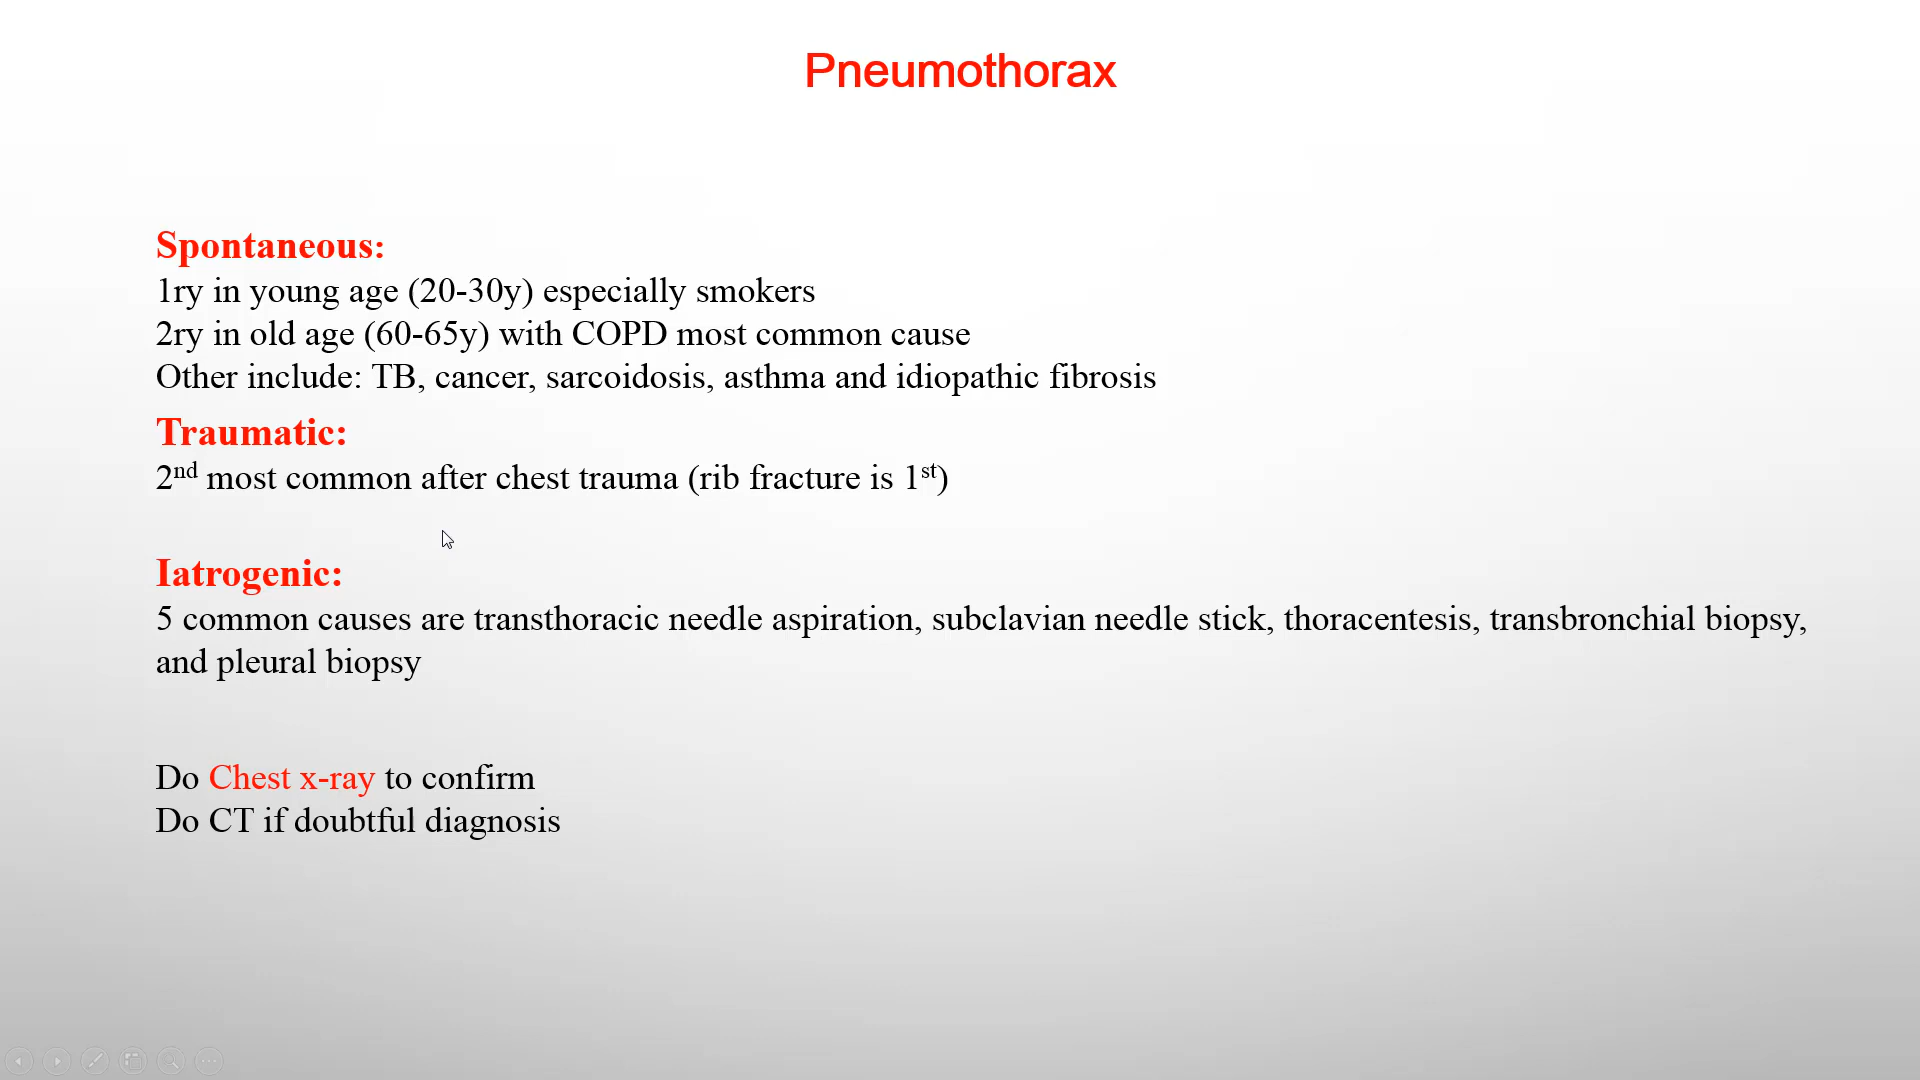 Pneumothorax
Spontaneous:
1ry in young age (20-30y) especially smokers
2ry in old age (60-65y) with COPD most common cause
Other include: TB, cancer, sarcoidosis, asthma and idiopathic fibrosis
Traumatic:
2nd most common after chest trauma (rib fracture is 1st)
Iatrogenic:
5 common causes are transthoracic needle aspiration, subclavian needle stick, thoracentesis, transbronchial biopsy,
and pleural biopsy
Do Chest x-ray to confirm
Do CT if doubtful diagnosis